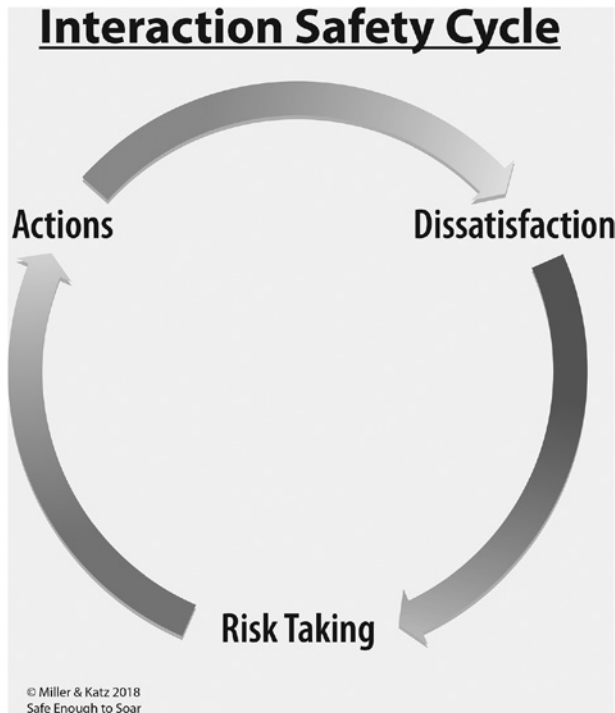 Interaction Safety Cycle
Actions
Dissatisfaction
Risk Taking
© Miller & Katz 2018
Safe Enough to Soar